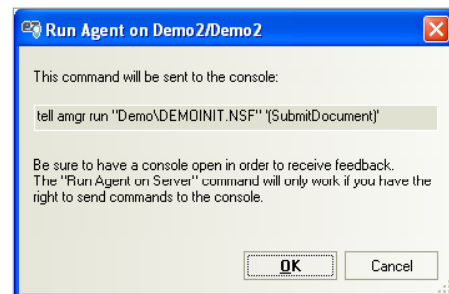 Run Agent on Demo2/Demo2
This command will be sent to the console:
tell amgr run "Demo\DEMOINIT.NSF" '(SubmitDocument)'
Be sure to have a console open in order to receive feedback.
The "Run Agent on Server" command will only work if you have the
right to send commands to the console.
OK
Cancel